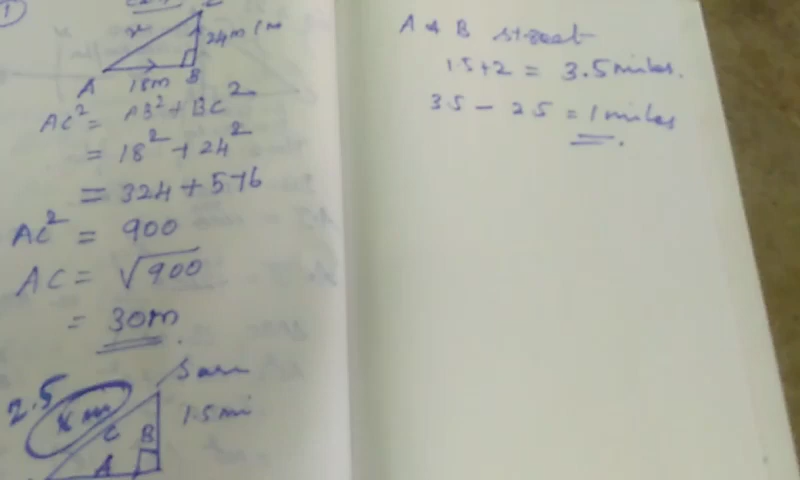 1
x
24m
A
18m
B
AC² = AB² + BC²
= 18² + 24²
= 324 + 576
AC² = 900
AC = √900
= 30m
Sam
2.5
x m
1.5mi
C
B
A
A & B street
1.5+2 = 3.5 miles.
3.5 - 2.5 = 1 miles.